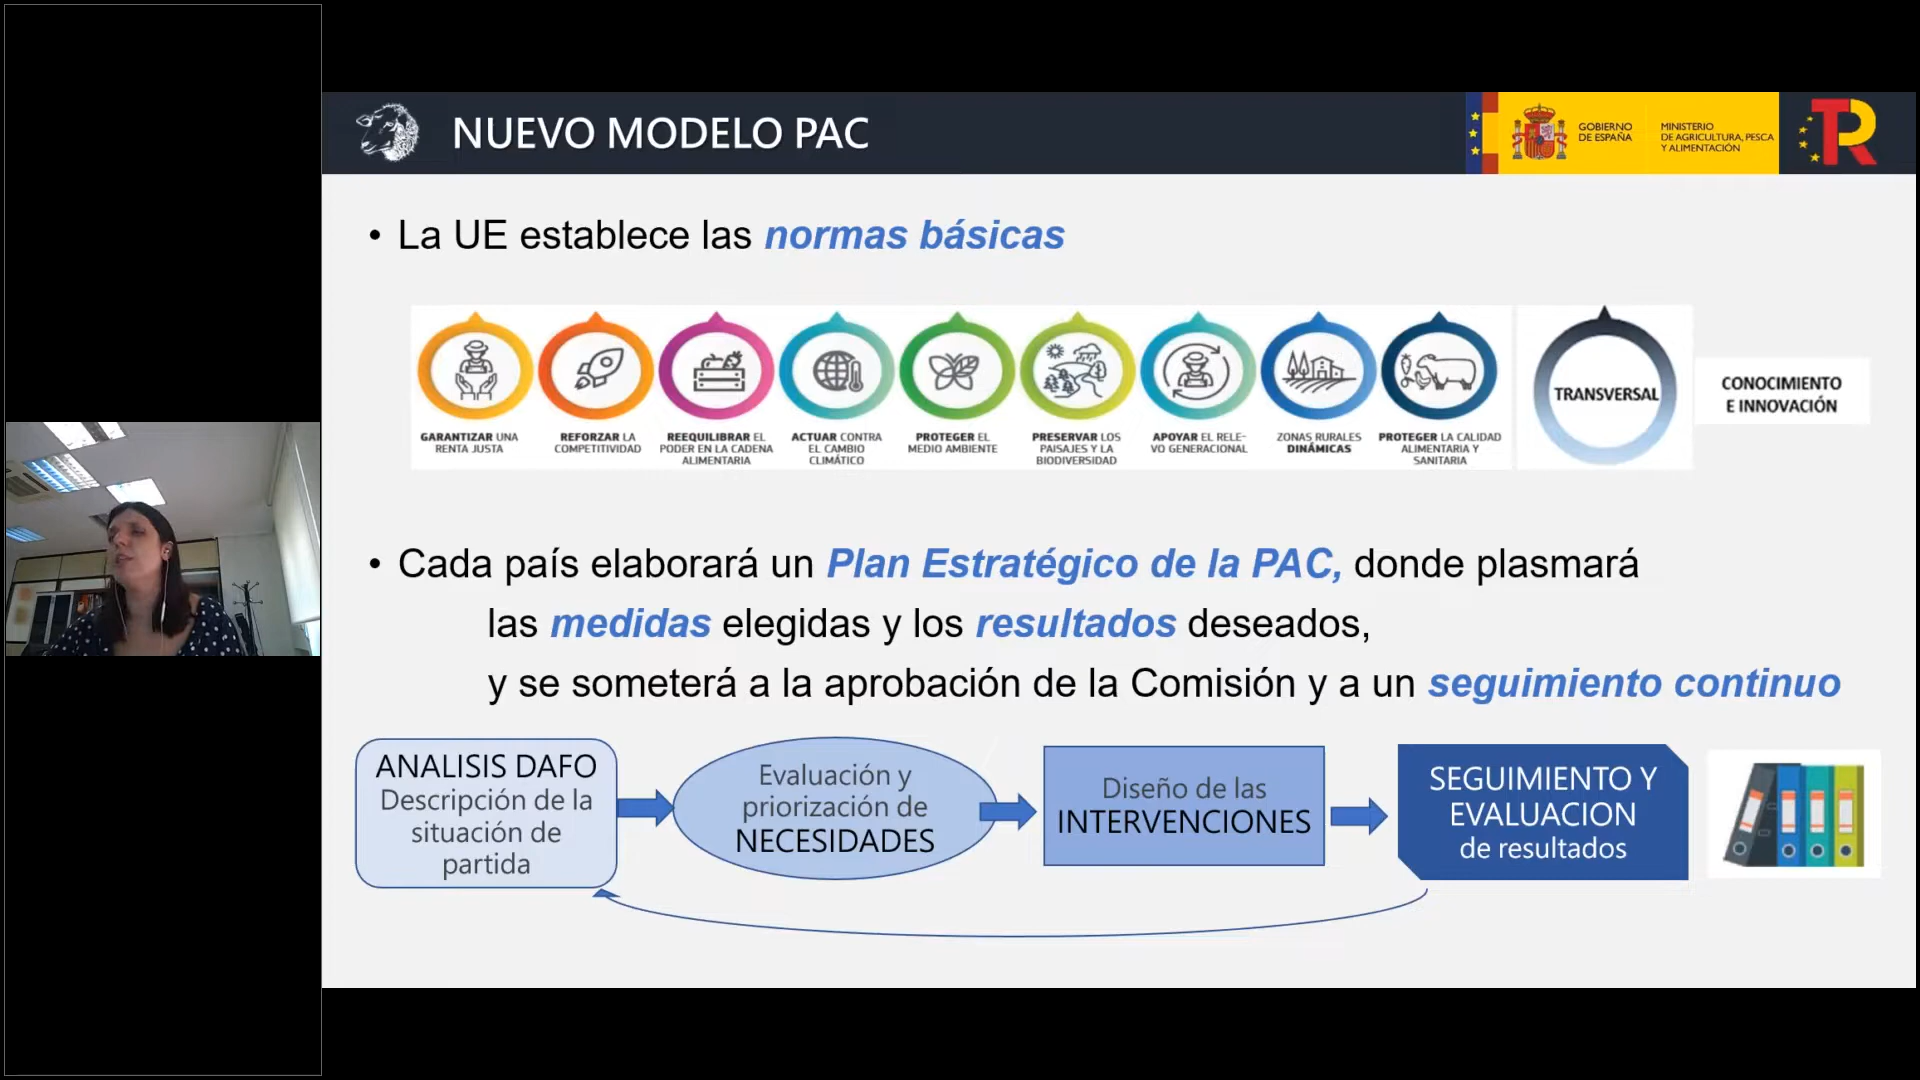 NUEVO MODELO PAC
GOBIERNO
DE ESPAÑA
MINISTERIO
DE AGRICULTURA, PESCA
Y ALIMENTACIÓN
TR
• La UE establece las normas básicas
GARANTIZAR UNA
RENTA JUSTA
REFORZAR LA
COMPETITIVIDAD
REEQUILIBRAR EL
PODER EN LA CADENA
ALIMENTARIA
ACTUAR CONTRA
EL CAMBIO
CLIMÁTICO
PROTEGER EL
MEDIO AMBIENTE
PRESERVAR LOS
PAISAJES Y LA
BIODIVERSIDAD
APOYAR EL RELE-
VO GENERACIONAL
ZONAS RURALES
DINÁMICAS
PROTEGER LA CALIDAD
ALIMENTARIA Y
SANITARIA
TRANSVERSAL
CONOCIMIENTO
E INNOVACIÓN
• Cada país elaborará un Plan Estratégico de la PAC, donde plasmará
las medidas elegidas y los resultados deseados,
y se someterá a la aprobación de la Comisión y a un seguimiento continuo
ANALISIS DAFO
Descripción de la
situación de
partida
Evaluación y
priorización de
NECESIDADES
Diseño de las
INTERVENCIONES
SEGUIMIENTO Y
EVALUACION
de resultados